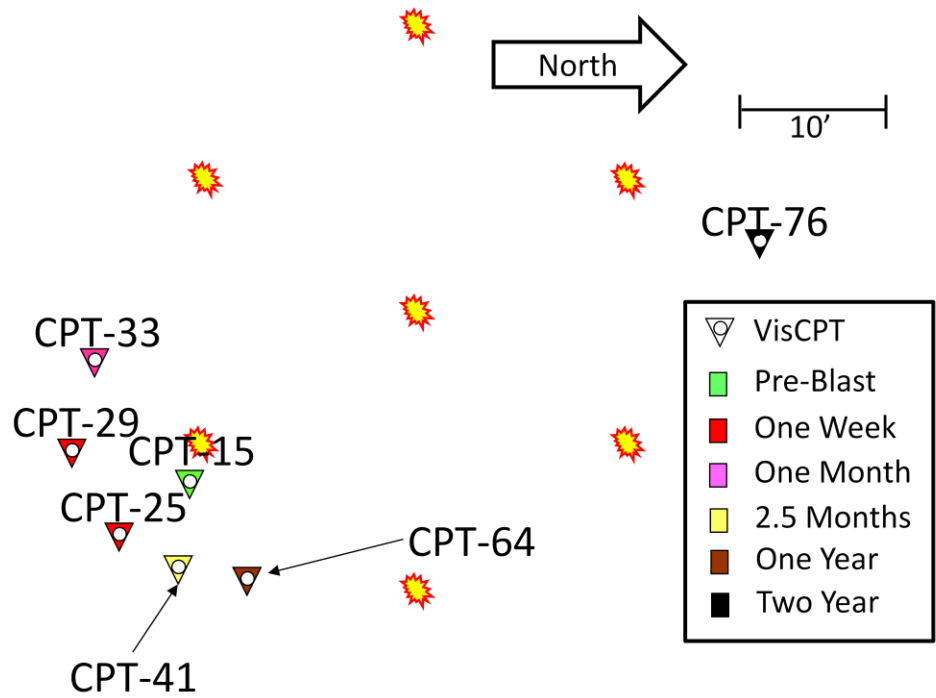 North
10’
CPT-76
CPT-33
CPT-29
CPT-15
CPT-25
CPT-64
CPT-41
VisCPT
Pre-Blast
One Week
One Month
2.5 Months
One Year
Two Year